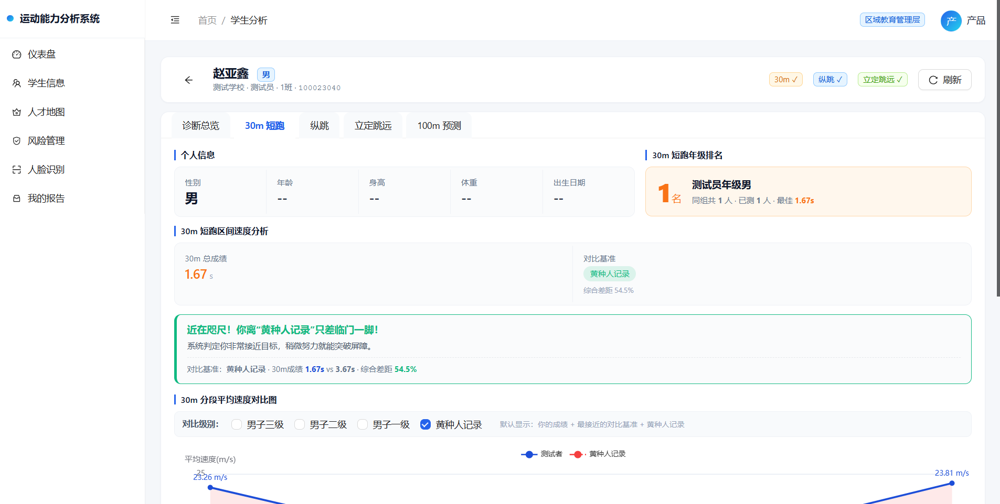 运动能力分析系统
首页 / 学生分析
区域教育管理层
产 产品
仪表盘
学生信息
人才地图
风险管理
人脸识别
我的报告
赵亚鑫 男
测试学校 · 测试员 · 1班 · 100023040
30m ✓ 纵跳 ✓ 立定跳远 ✓ 刷新
诊断总览 30m 短跑 纵跳 立定跳远 100m 预测
个人信息
性别 年龄 身高 体重 出生日期
男 -- -- -- --
30m 短跑年级排名
1名
测试员年级男
同组共 1 人 · 已测 1 人 · 最佳 1.67s
30m 短跑区间速度分析
30m 总成绩
1.67 s
对比基准
黄种人记录
综合差距 54.5%
近在咫尺！你离“黄种人记录”只差临门一脚！
系统判定你非常接近目标，稍微努力就能突破屏障。
对比基准：黄种人记录 · 30m成绩 1.67s vs 3.67s · 综合差距 54.5%
30m 分段平均速度对比图
对比级别： 男子三级 男子二级 男子一级 黄种人记录 默认显示：你的成绩 + 最接近的对比基准 + 黄种人记录
测试者 黄种人记录
平均速度(m/s)
25
23.26 m/s
23.81 m/s